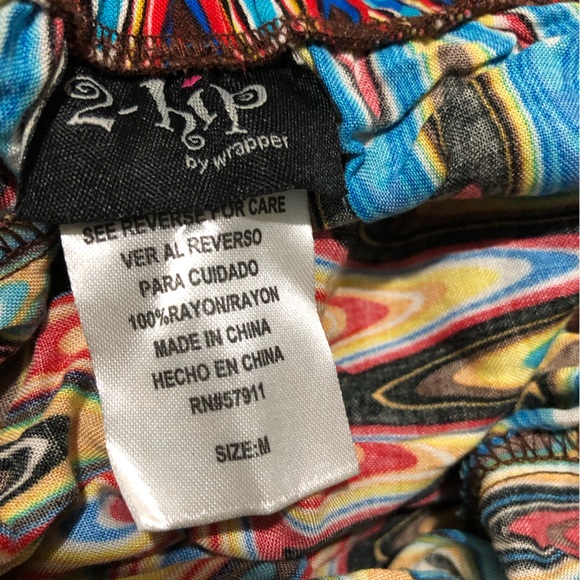 2-hip
by wrapper
SEE REVERSE FOR CARE
VER AL REVERSO
PARA CUIDADO
100%RAYON/RAYON
MADE IN CHINA
HECHO EN CHINA
RN#57911
SIZE:M